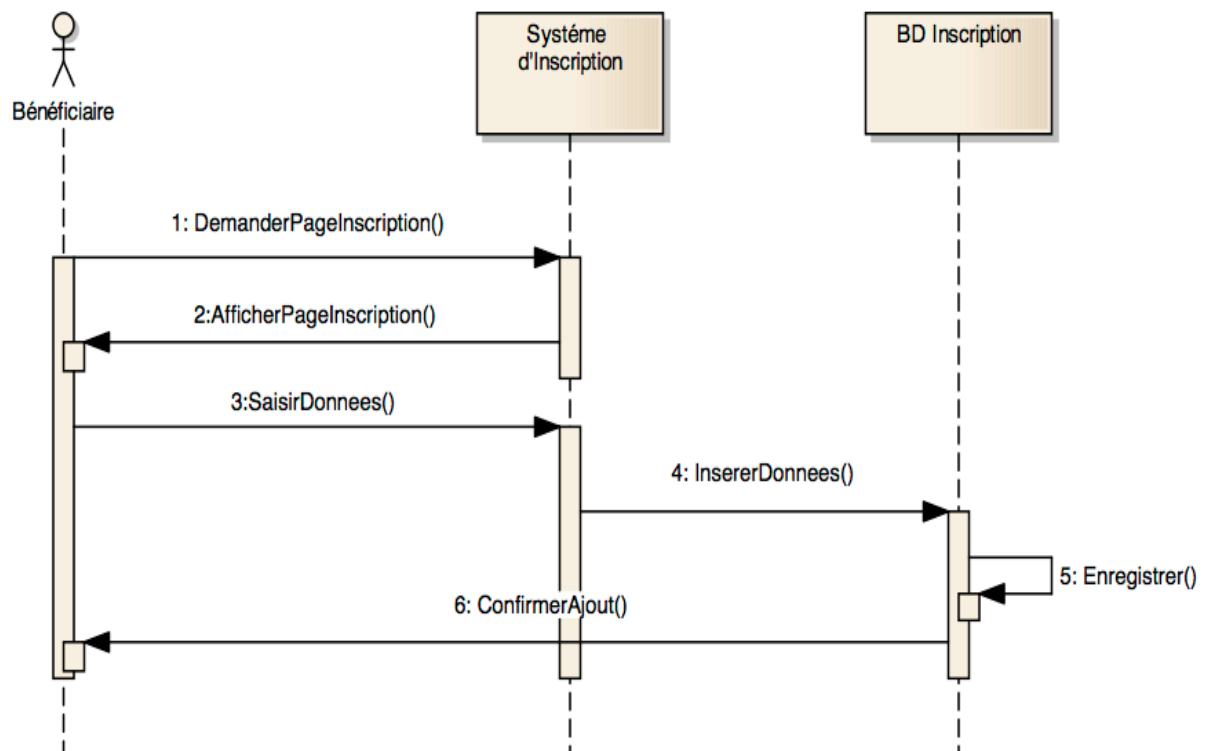 Systéme
d'Inscription
BD Inscription
Bénéficiaire
1: DemanderPageInscription()
2:AfficherPageInscription()
3:SaisirDonnees()
4: InsererDonnees()
5: Enregistrer()
6: ConfirmerAjout()